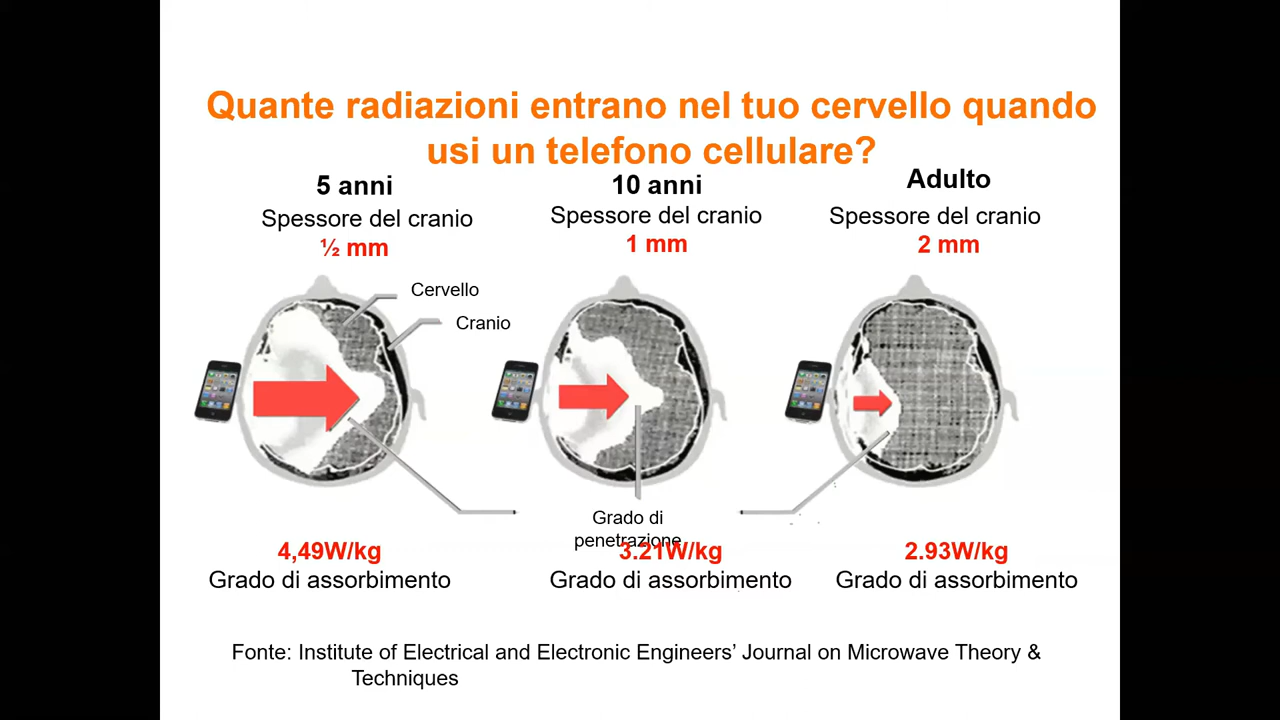 Quante radiazioni entrano nel tuo cervello quando
usi un telefono cellulare?
5 anni
Spessore del cranio
½ mm
10 anni
Spessore del cranio
1 mm
Adulto
Spessore del cranio
2 mm
Cervello
Cranio
Grado di
penetrazione
4,49W/kg
Grado di assorbimento
3.21W/kg
Grado di assorbimento
2.93W/kg
Grado di assorbimento
Fonte: Institute of Electrical and Electronic Engineers’ Journal on Microwave Theory &
Techniques